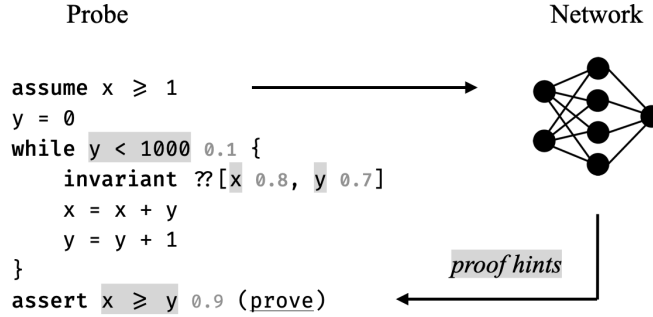 Probe
Network
assume x ⩾ 1
y = 0
while y < 1000 0.1 {
invariant ⁇[x 0.8, y 0.7]
x = x + y
y = y + 1
}
proof hints
assert x ⩾ y 0.9 (prove)